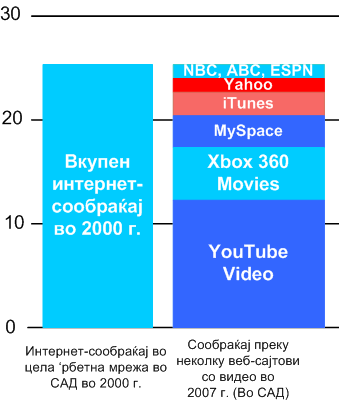 30
20
10
0
Вкупен
интернет-
сообраќај
во 2000 г.
NBC, ABC, ESPN
Yahoo
iTunes
MySpace
Xbox 360
Movies
YouTube
Video
Интернет-сообраќај во
цела ‘рбетна мрежа во
САД во 2000 г.
Сообраќај преку
неколку веб-сајтови
со видео во
2007 г. (Во САД)